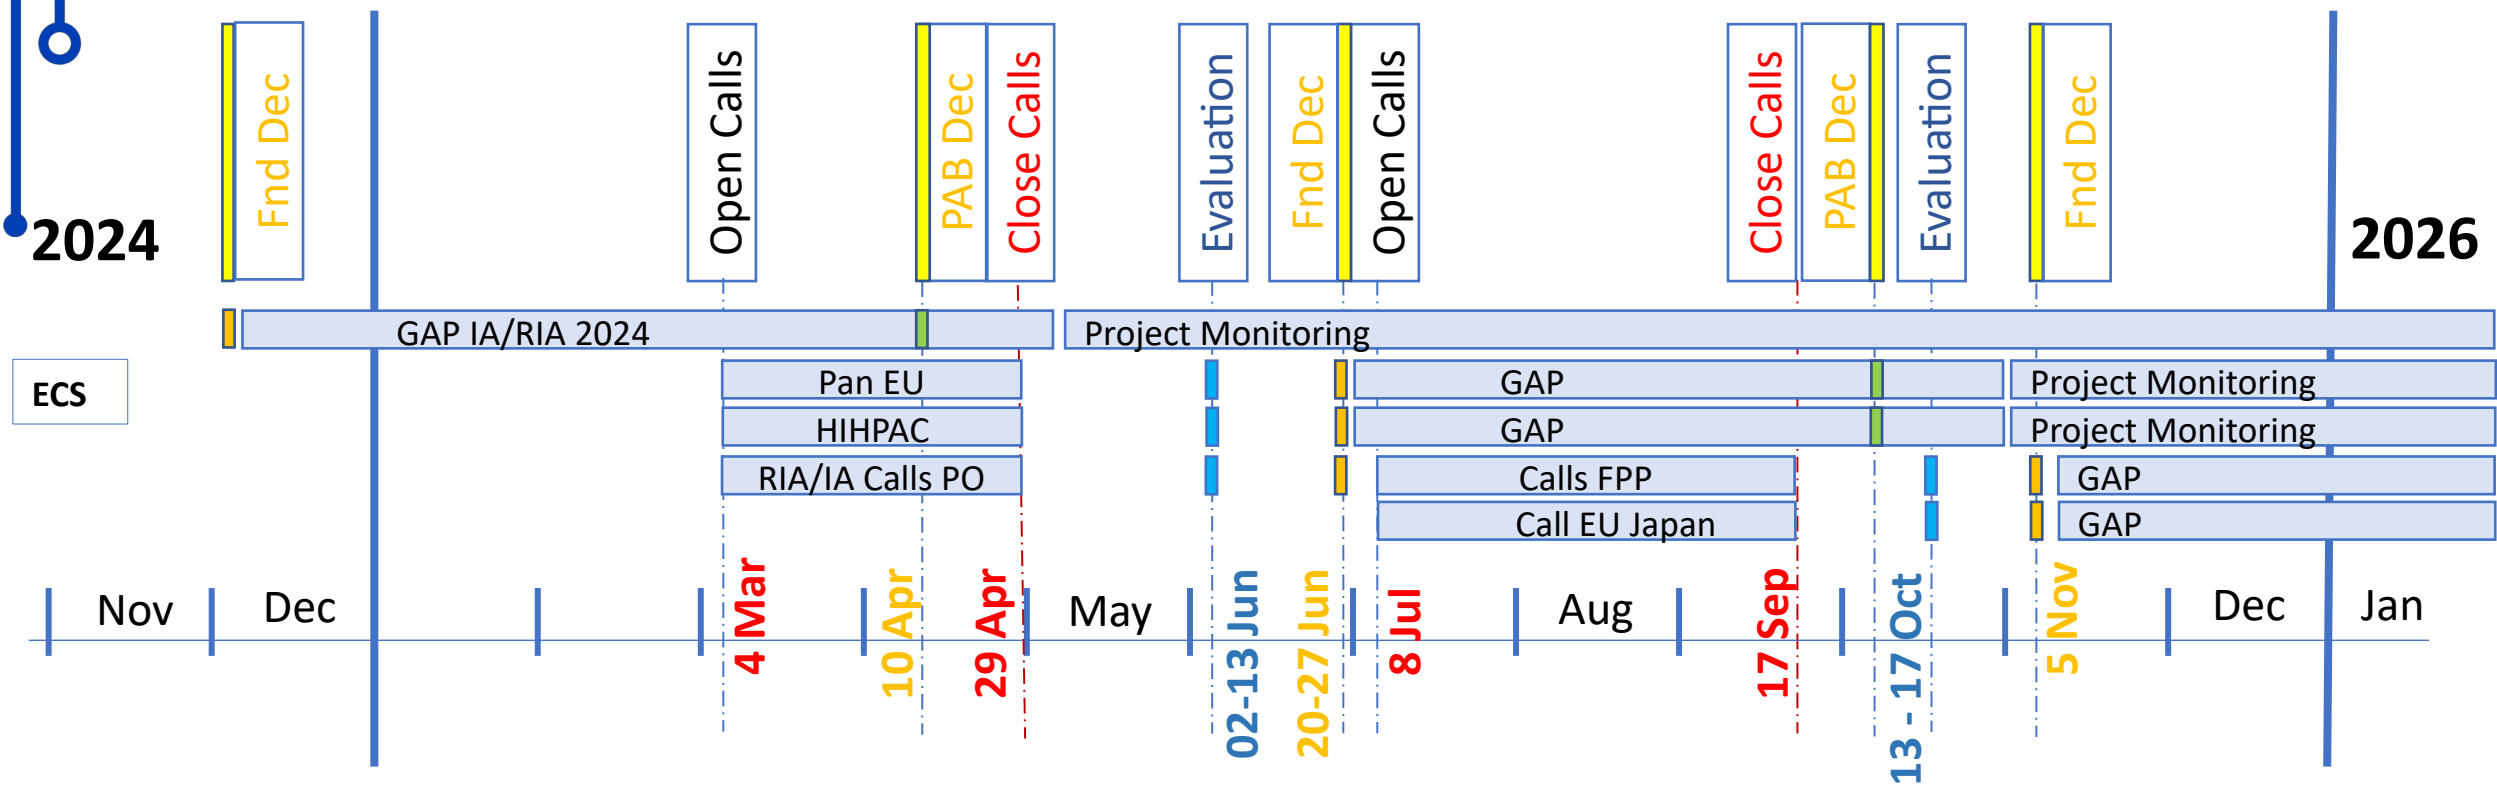 Fnd Dec
Open Calls
PAB Dec
Close Calls
Evaluation
Fnd Dec
Open Calls
Close Calls
PAB Dec
Evaluation
Fnd Dec
2024
2026
GAP IA/RIA 2024
Project Monitoring
ECS
Pan EU
GAP
Project Monitoring
HIHPAC
GAP
Project Monitoring
RIA/IA Calls PO
Calls FPP
GAP
Call EU Japan
GAP
Nov
Dec
4 Mar
10 Apr
29 Apr
May
02-13 Jun
20-27 Jun
8 Jul
Aug
17 Sep
13 - 17 Oct
5 Nov
Dec
Jan